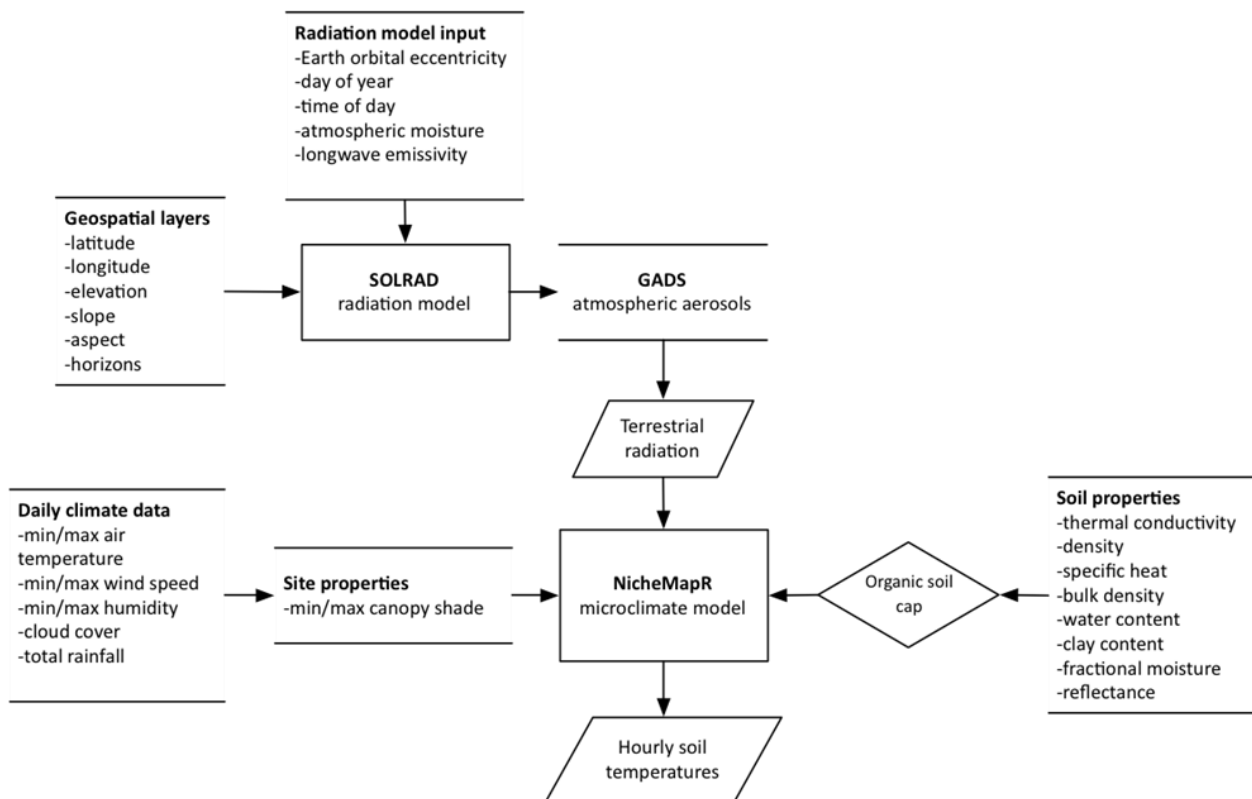 Radiation model input
-Earth orbital eccentricity
-day of year
-time of day
-atmospheric moisture
-longwave emissivity
Geospatial layers
-latitude
-longitude
-elevation
-slope
-aspect
-horizons
SOLRAD
radiation model
GADS
atmospheric aerosols
Terrestrial
radiation
Daily climate data
-min/max air
temperature
-min/max wind speed
-min/max humidity
-cloud cover
-total rainfall
Site properties
-min/max canopy shade
NicheMapR
microclimate model
Organic soil
cap
Soil properties
-thermal conductivity
-density
-specific heat
-bulk density
-water content
-clay content
-fractional moisture
-reflectance
Hourly soil
temperatures